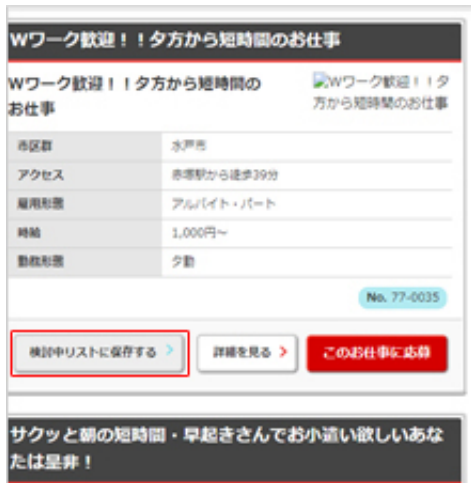 Wワーク歓迎！！夕方から短時間のお仕事
Wワーク歓迎！！夕方から短時間の
お仕事
Wワーク歓迎！！夕
方から短時間のお仕事
市区群 水戸市
アクセス 赤塚駅から徒歩39分
雇用形態 アルバイト・パート
時給 1,000円～
勤務形態 夕勤
No. 77-0035
検討中リストに保存する >
詳細を見る >
このお仕事に応募
サクッと朝の短時間・早起きさんでお小遣い欲しいあな
たは是非！